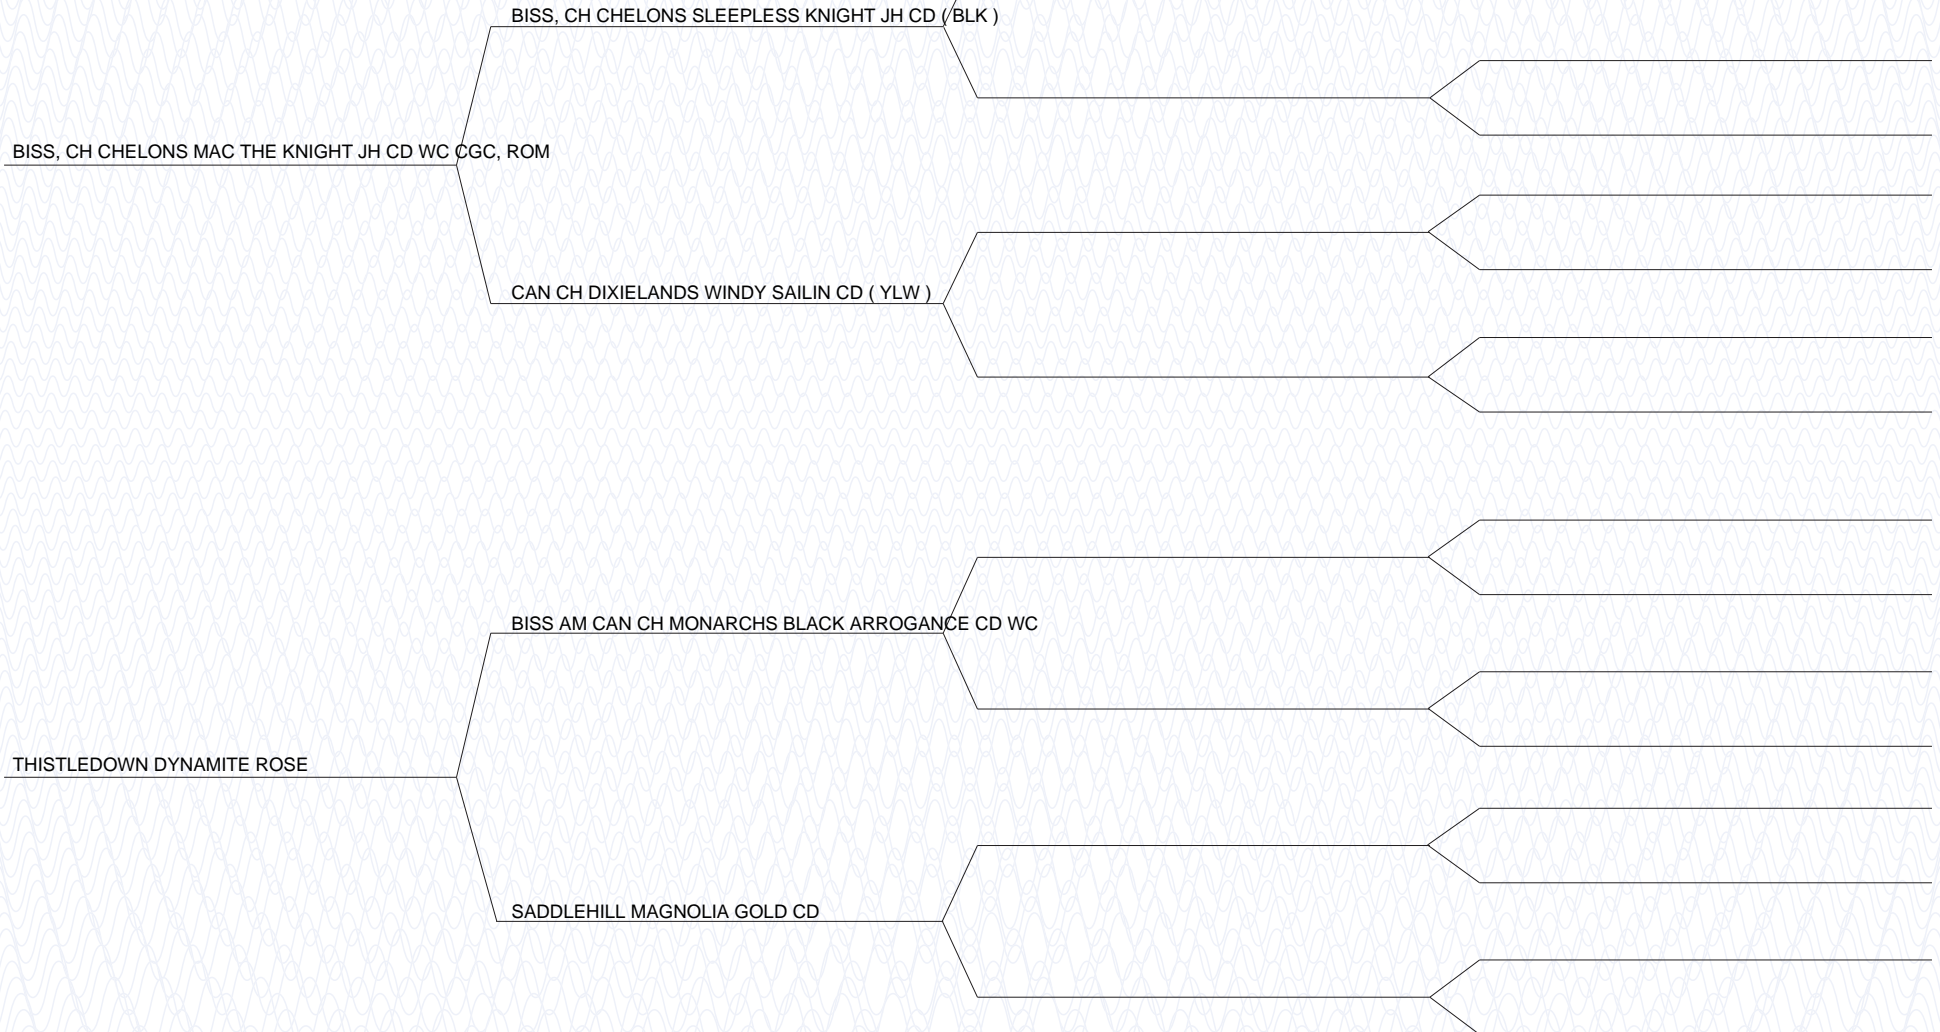 BISS, CH CHELONS SLEEPLESS KNIGHT JH CD ( BLK )
BISS, CH CHELONS MAC THE KNIGHT JH CD WC CGC, ROM
CAN CH DIXIELANDS WINDY SAILIN CD ( YLW )
BISS AM CAN CH MONARCHS BLACK ARROGANCE CD WC
THISTLEDOWN DYNAMITE ROSE
SADDLEHILL MAGNOLIA GOLD CD